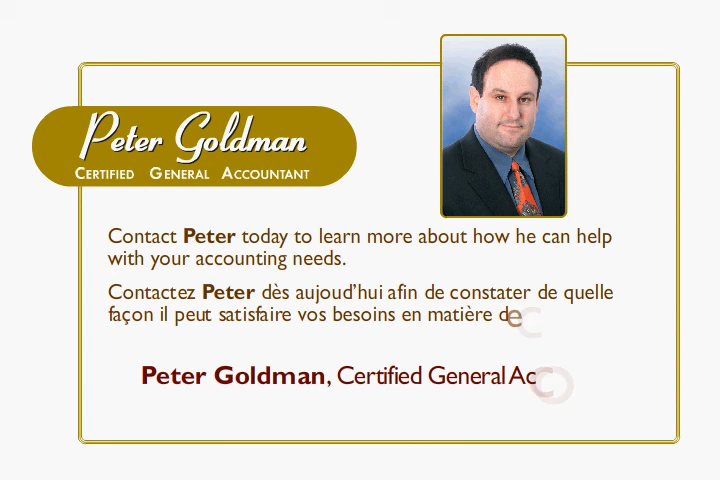 Peter Goldman
CERTIFIED GENERAL ACCOUNTANT
Contact Peter today to learn more about how he can help
with your accounting needs.
Contactez Peter dès aujourd'hui afin de constater de quelle
façon il peut satisfaire vos besoins en matière de c
Peter Goldman, Certified General Acco